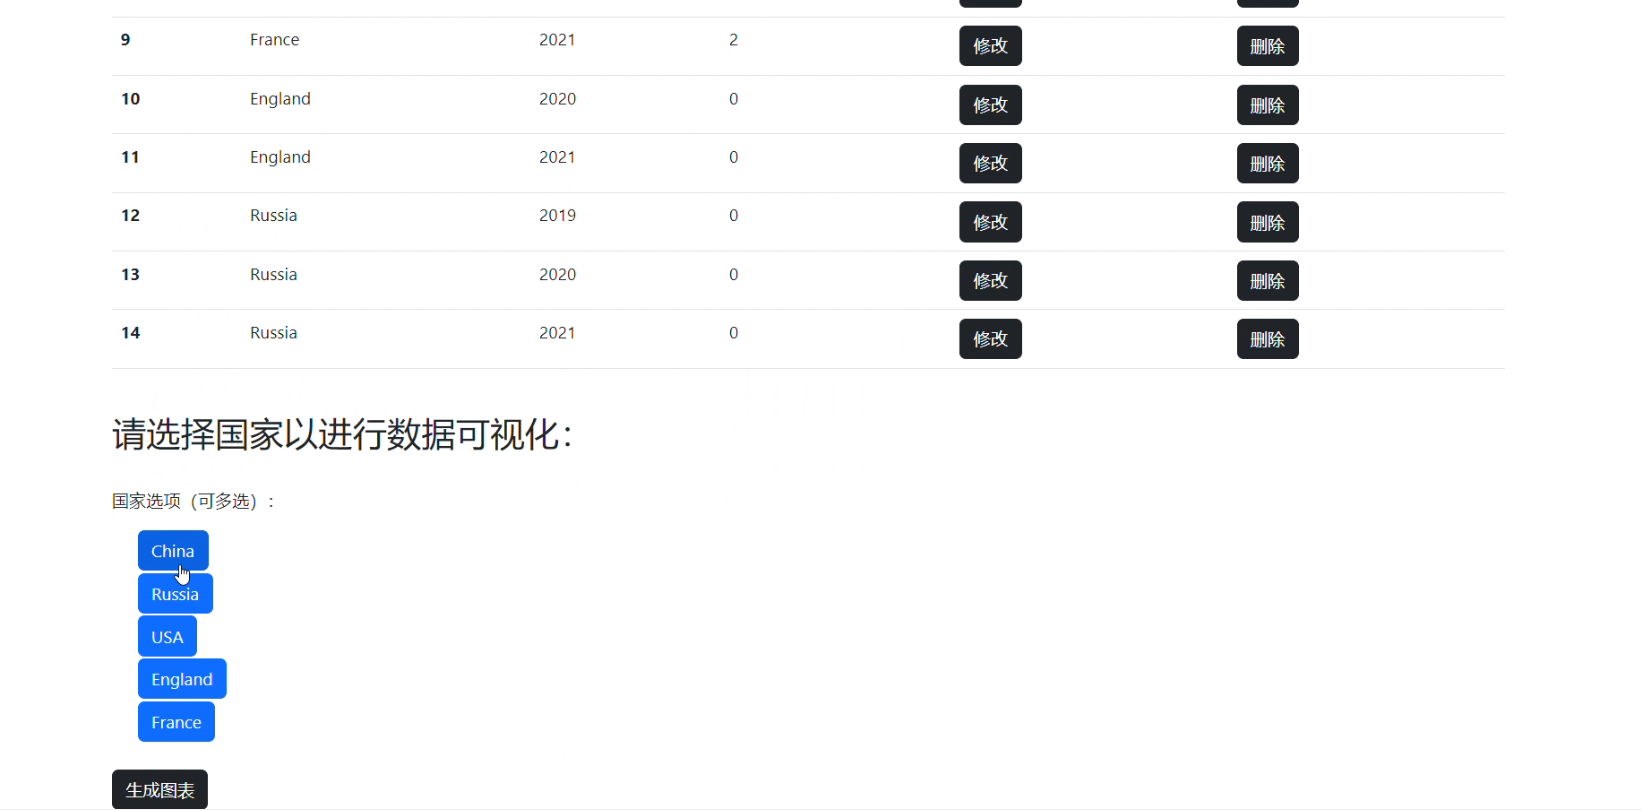 9 France 2021 2 修改 删除
10 England 2020 0 修改 删除
11 England 2021 0 修改 删除
12 Russia 2019 0 修改 删除
13 Russia 2020 0 修改 删除
14 Russia 2021 0 修改 删除
请选择国家以进行数据可视化：
国家选项（可多选）：
China
Russia
USA
England
France
生成图表